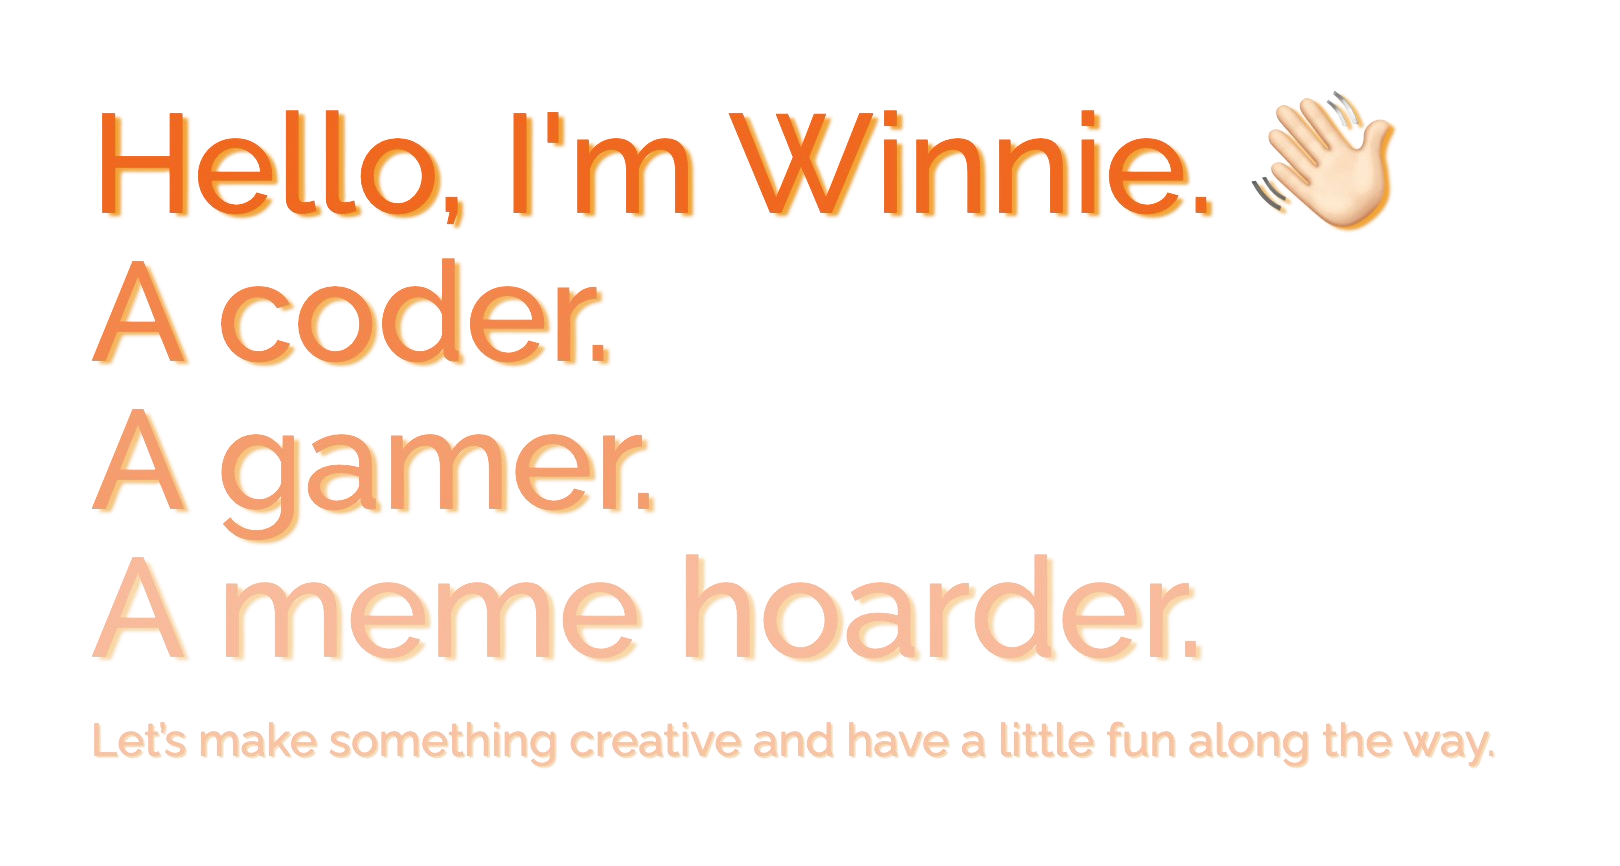 Hello, I'm Winnie. 👋🏻
A coder.
A gamer.
A meme hoarder.
Let’s make something creative and have a little fun along the way.